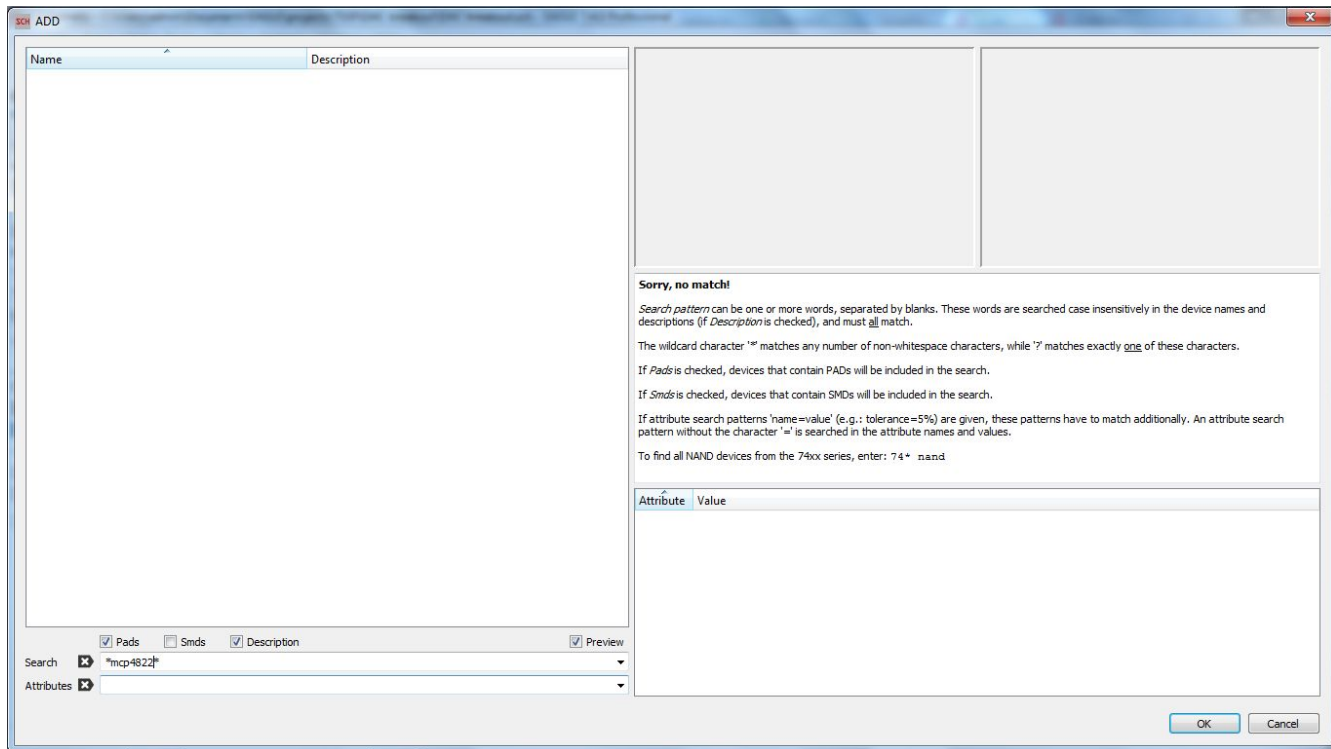 SCH ADD
Name Description
Sorry, no match!
Search pattern can be one or more words, separated by blanks. These words are searched case insensitively in the device names and
descriptions (if Description is checked), and must all match.
The wildcard character '*' matches any number of non-whitespace characters, while '?' matches exactly one of these characters.
If Pads is checked, devices that contain PADs will be included in the search.
If Smds is checked, devices that contain SMDs will be included in the search.
If attribute search patterns 'name=value' (e.g.: tolerance=5%) are given, these patterns have to match additionally. An attribute search
pattern without the character '=' is searched in the attribute names and values.
To find all NAND devices from the 74xx series, enter: 74* nand
Attribute Value
Pads Smds Description Preview
Search *mcp4822*
Attributes
OK Cancel